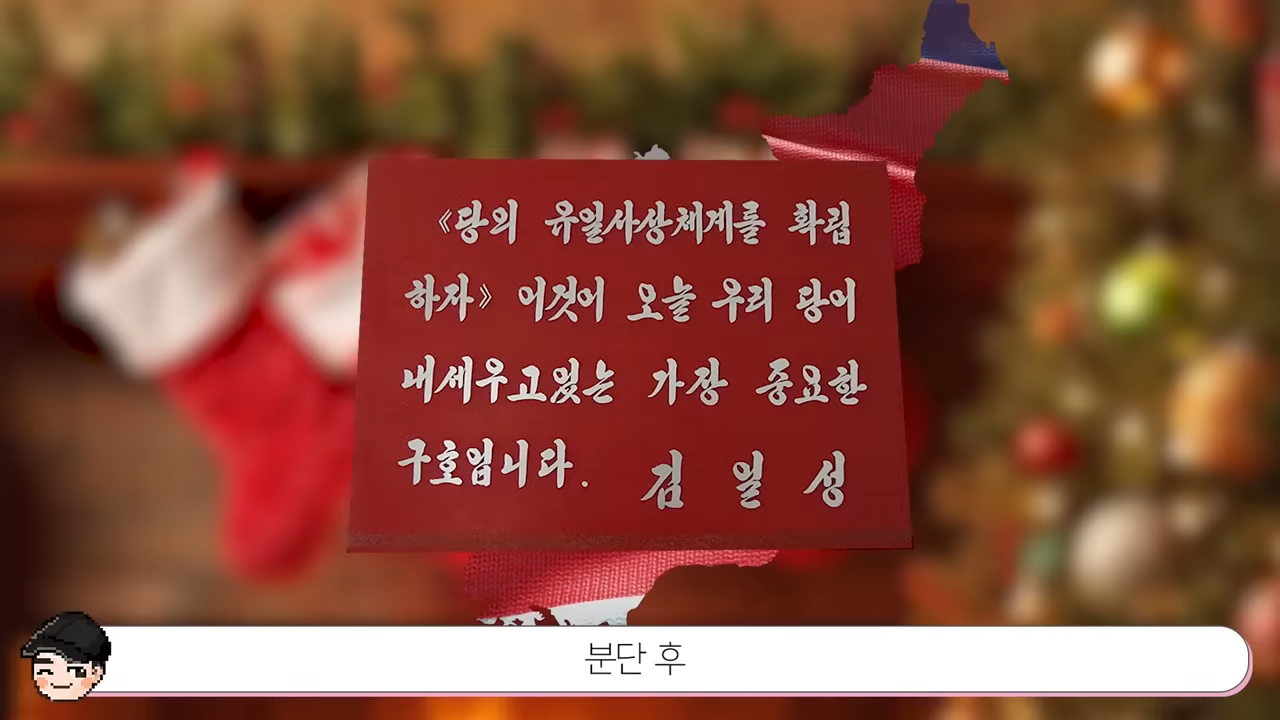 《당의 유일사상체계를 확립
하자》 이것이 오늘 우리 당이
내세우고있는 가장 중요한
구호입니다.
김 일 성
분단 후